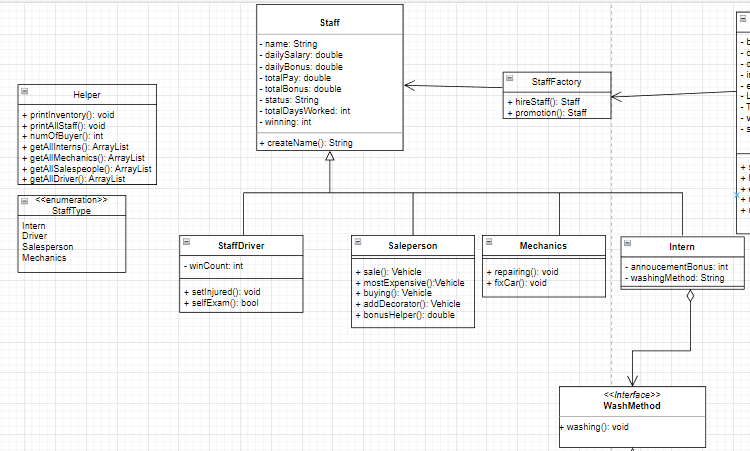 Staff
- name: String
- dailySalary: double
- dailyBonus: double
- totalPay: double
- totalBonus: double
- status: String
- totalDaysWorked: int
- winning: int
+ createName(): String
StaffFactory
+ hireStaff(): Staff
+ promotion(): Staff
Helper
+ printInventory(): void
+ printAllStaff(): void
+ numOfBuyer(): int
+ getAllInterns(): ArrayList
+ getAllMechanics(): ArrayList
+ getAllSalespeople(): ArrayList
+ getAllDriver(): ArrayList
<<enumeration>>
StaffType
Intern
Driver
Salesperson
Mechanics
StaffDriver
- winCount: int
+ setInjured(): void
+ selfExam(): bool
Saleperson
+ sale(): Vehicle
+ mostExpensive():Vehicle
+ buying(): Vehicle
+ addDecorator(): Vehicle
+ bonusHelper(): double
Mechanics
+ repairing(): void
+ fixCar(): void
Intern
- annoucementBonus: int
- washingMethod: String
<<Interface>>
WashMethod
+ washing(): void